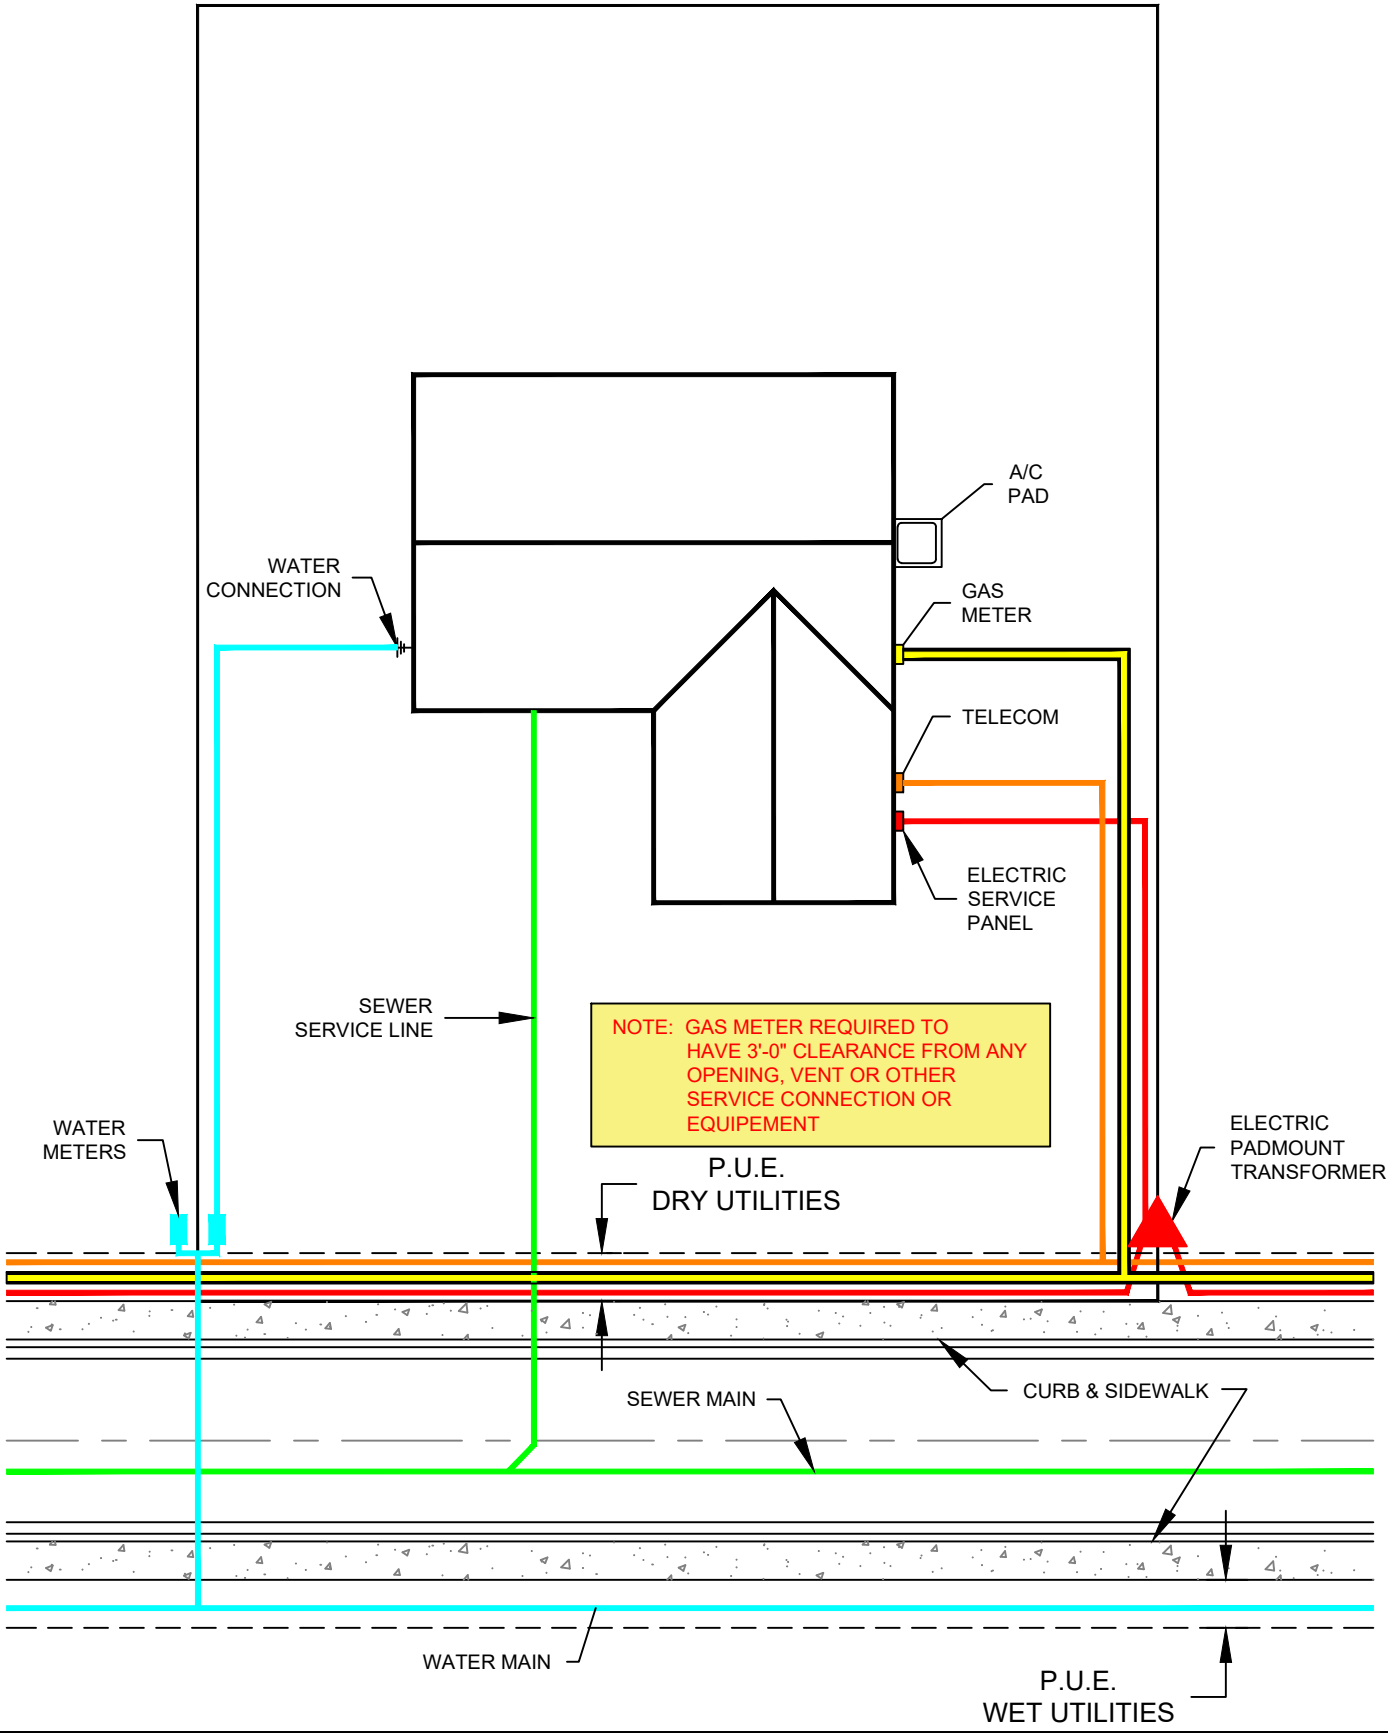 A/C
PAD
WATER
CONNECTION
GAS
METER
TELECOM
ELECTRIC
SERVICE
PANEL
SEWER
SERVICE LINE
NOTE: GAS METER REQUIRED TO
HAVE 3'-0" CLEARANCE FROM ANY
OPENING, VENT OR OTHER
SERVICE CONNECTION OR
EQUIPEMENT
WATER
METERS
ELECTRIC
PADMOUNT
TRANSFORMER
P.U.E.
DRY UTILITIES
CURB & SIDEWALK
SEWER MAIN
WATER MAIN
P.U.E.
WET UTILITIES